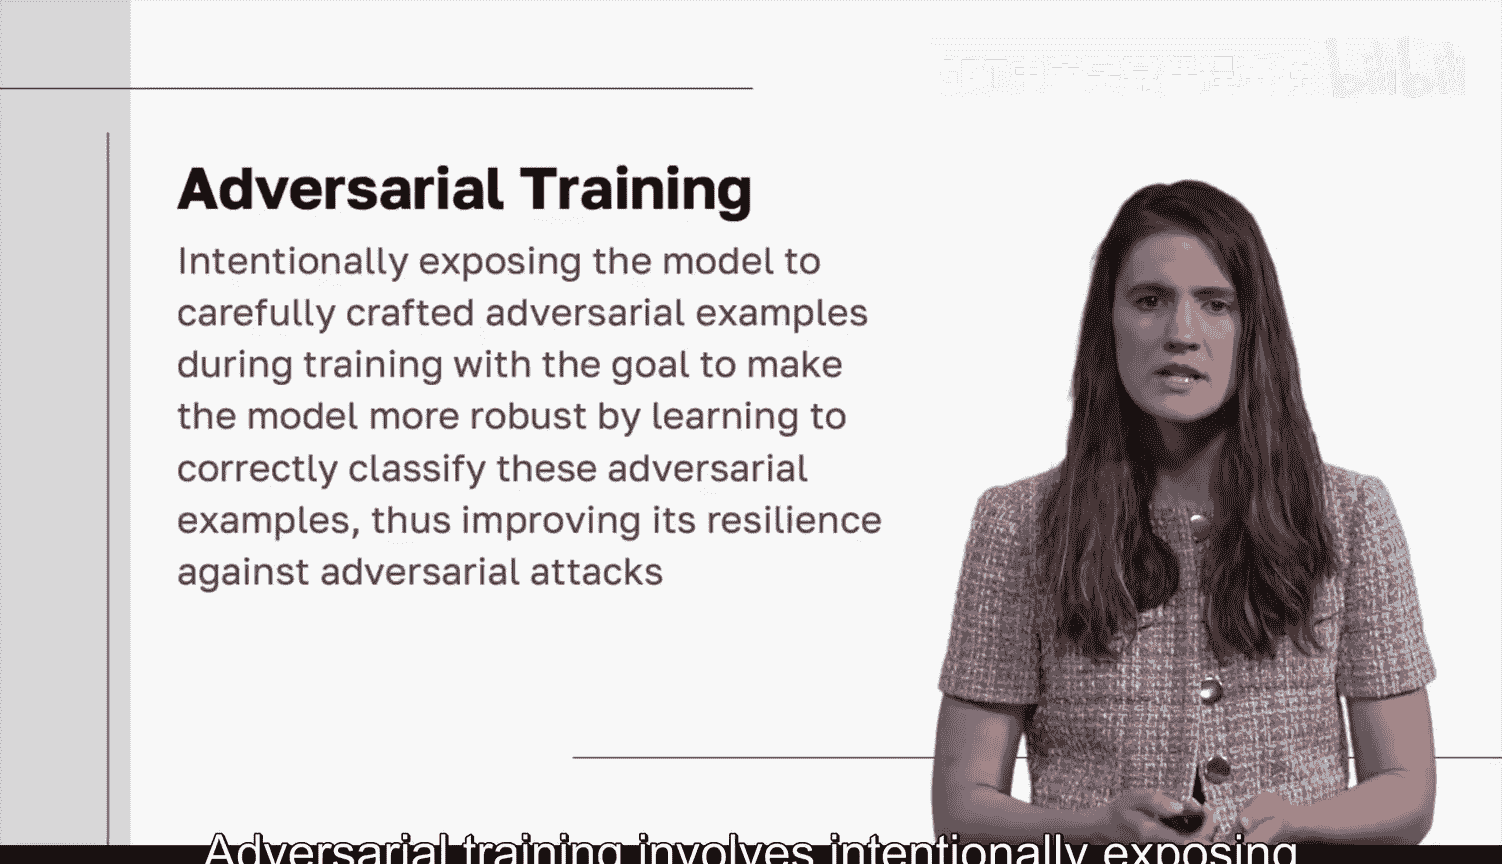 Adversarial Training
Intentionally exposing the model to
carefully crafted adversarial examples
during training with the goal to make
the model more robust by learning to
correctly classify these adversarial
examples, thus improving its resilience
against adversarial attacks
Adversarial training involves intentionally exposing